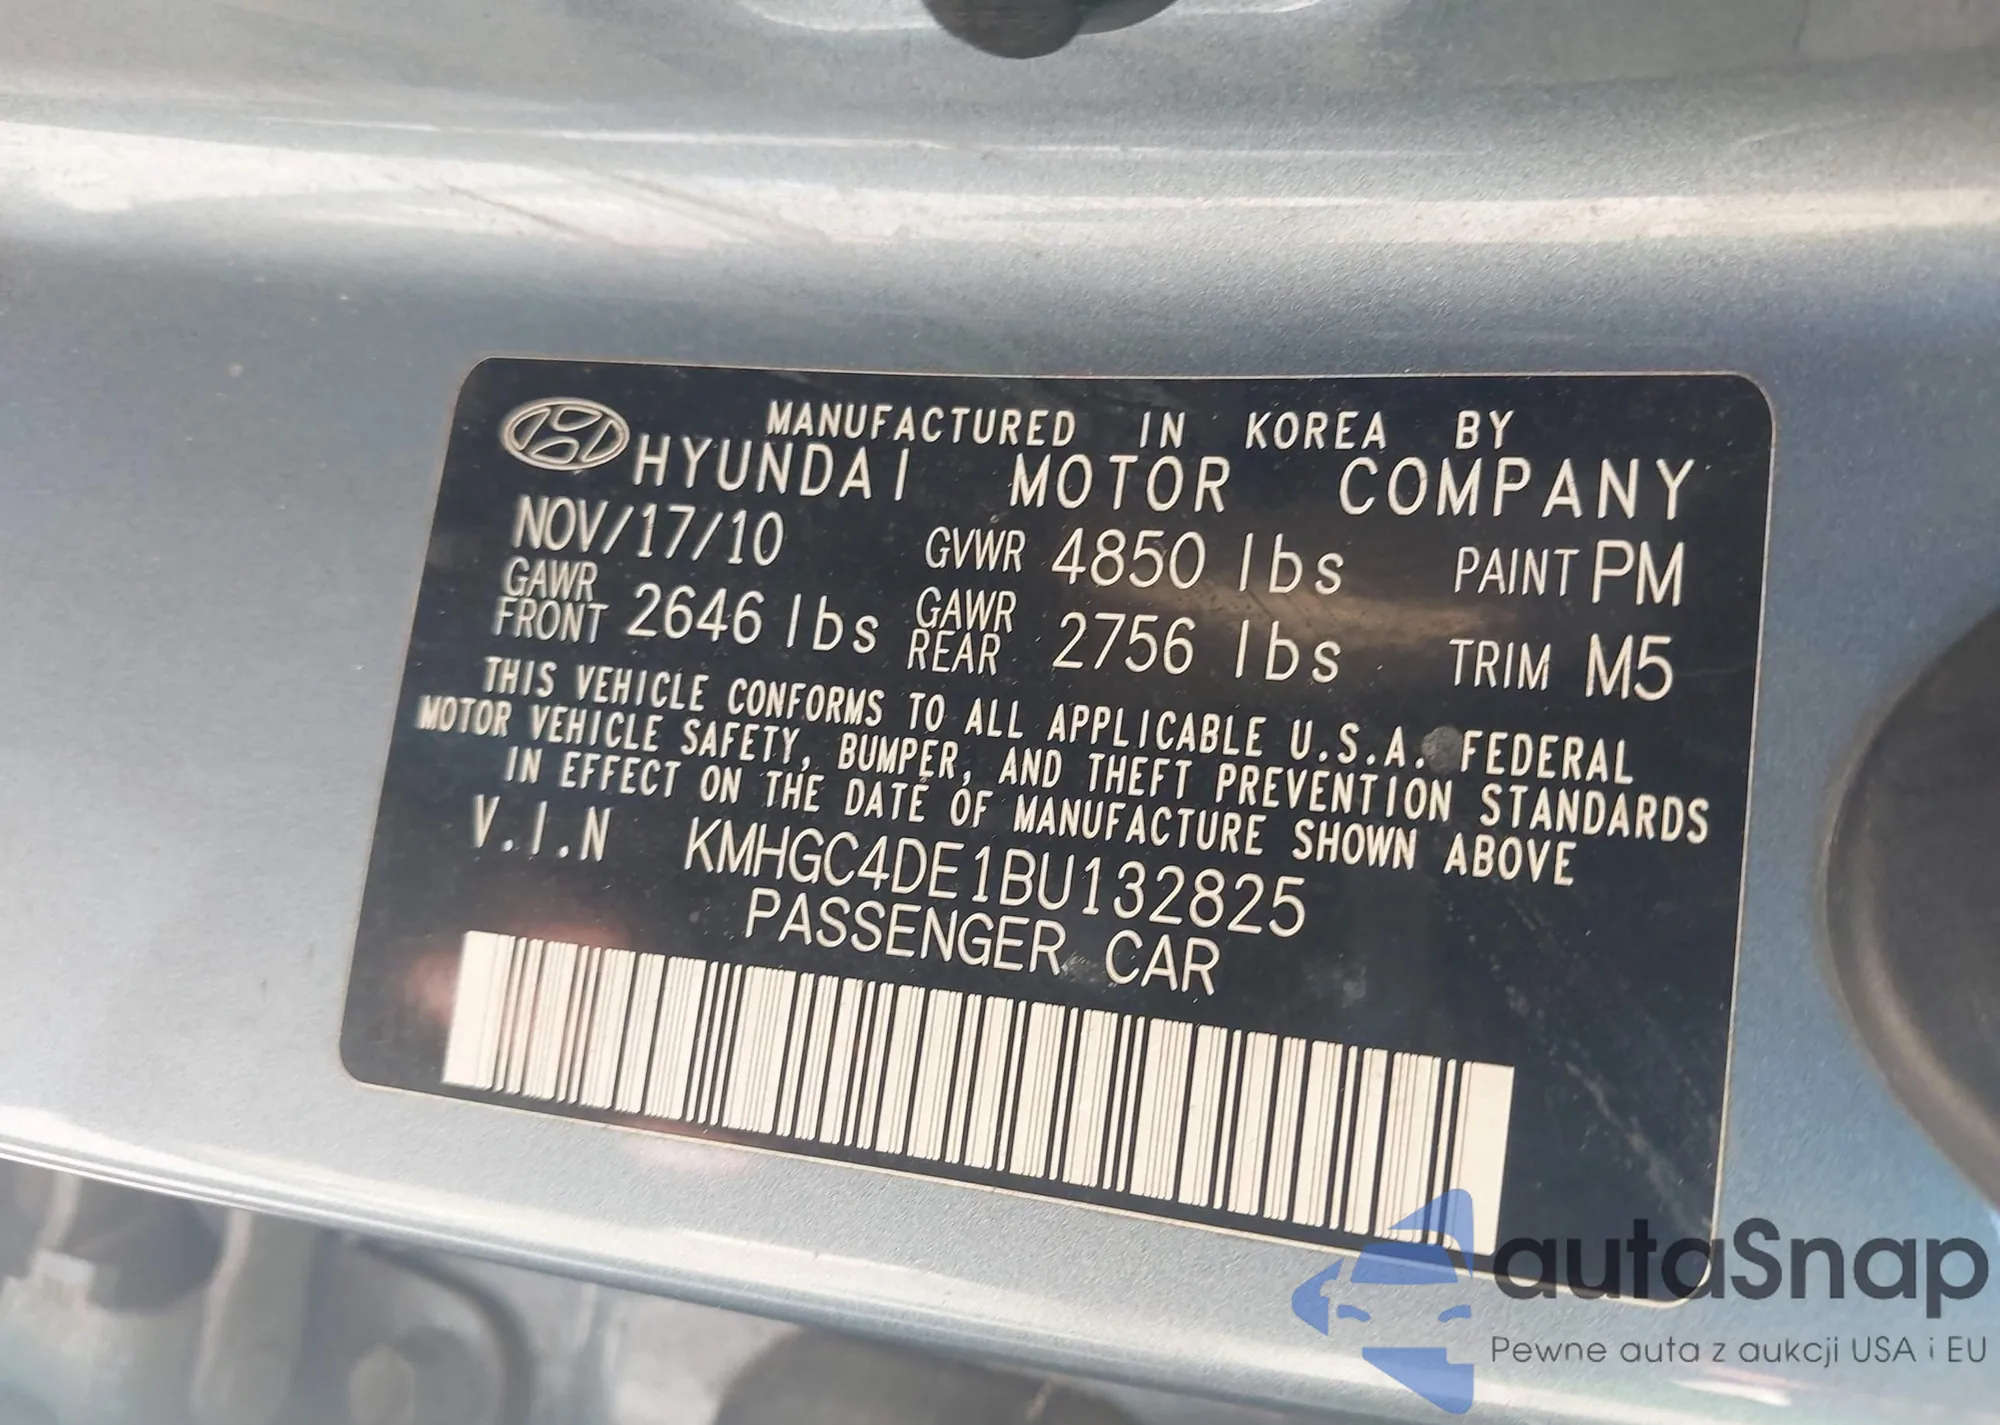 MANUFACTURED IN KOREA BY
HYUNDAI MOTOR COMPANY
NOV/17/10 GVWR 4850 lbs PAINT PM
GAWR FRONT 2646 lbs GAWR REAR 2756 lbs TRIM M5
THIS VEHICLE CONFORMS TO ALL APPLICABLE U.S.A. FEDERAL
MOTOR VEHICLE SAFETY, BUMPER, AND THEFT PREVENTION STANDARDS
IN EFFECT ON THE DATE OF MANUFACTURE SHOWN ABOVE
V.I.N KMHGC4DE1BU132825
PASSENGER CAR
autaSnap
Pewne auta z aukcji USA i EU